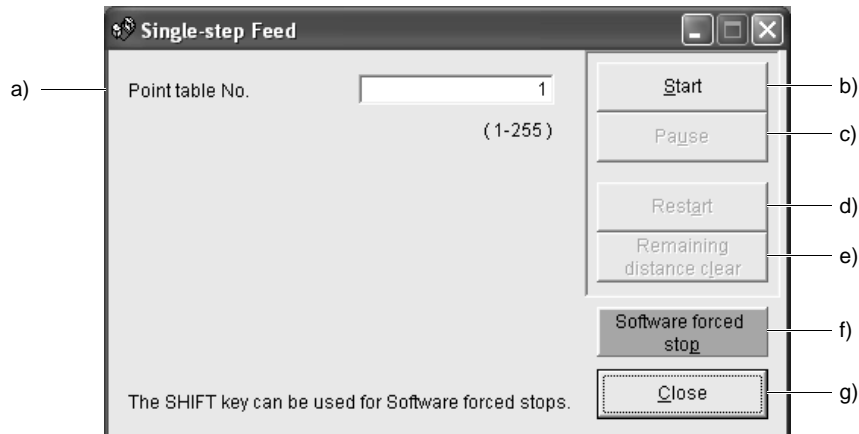 Single-step Feed
a)
Point table No.
1
(1-255)
Start
b)
Pause
c)
Restart
d)
Remaining
distance clear
e)
Software forced
stop
f)
The SHIFT key can be used for Software forced stops.
Close
g)